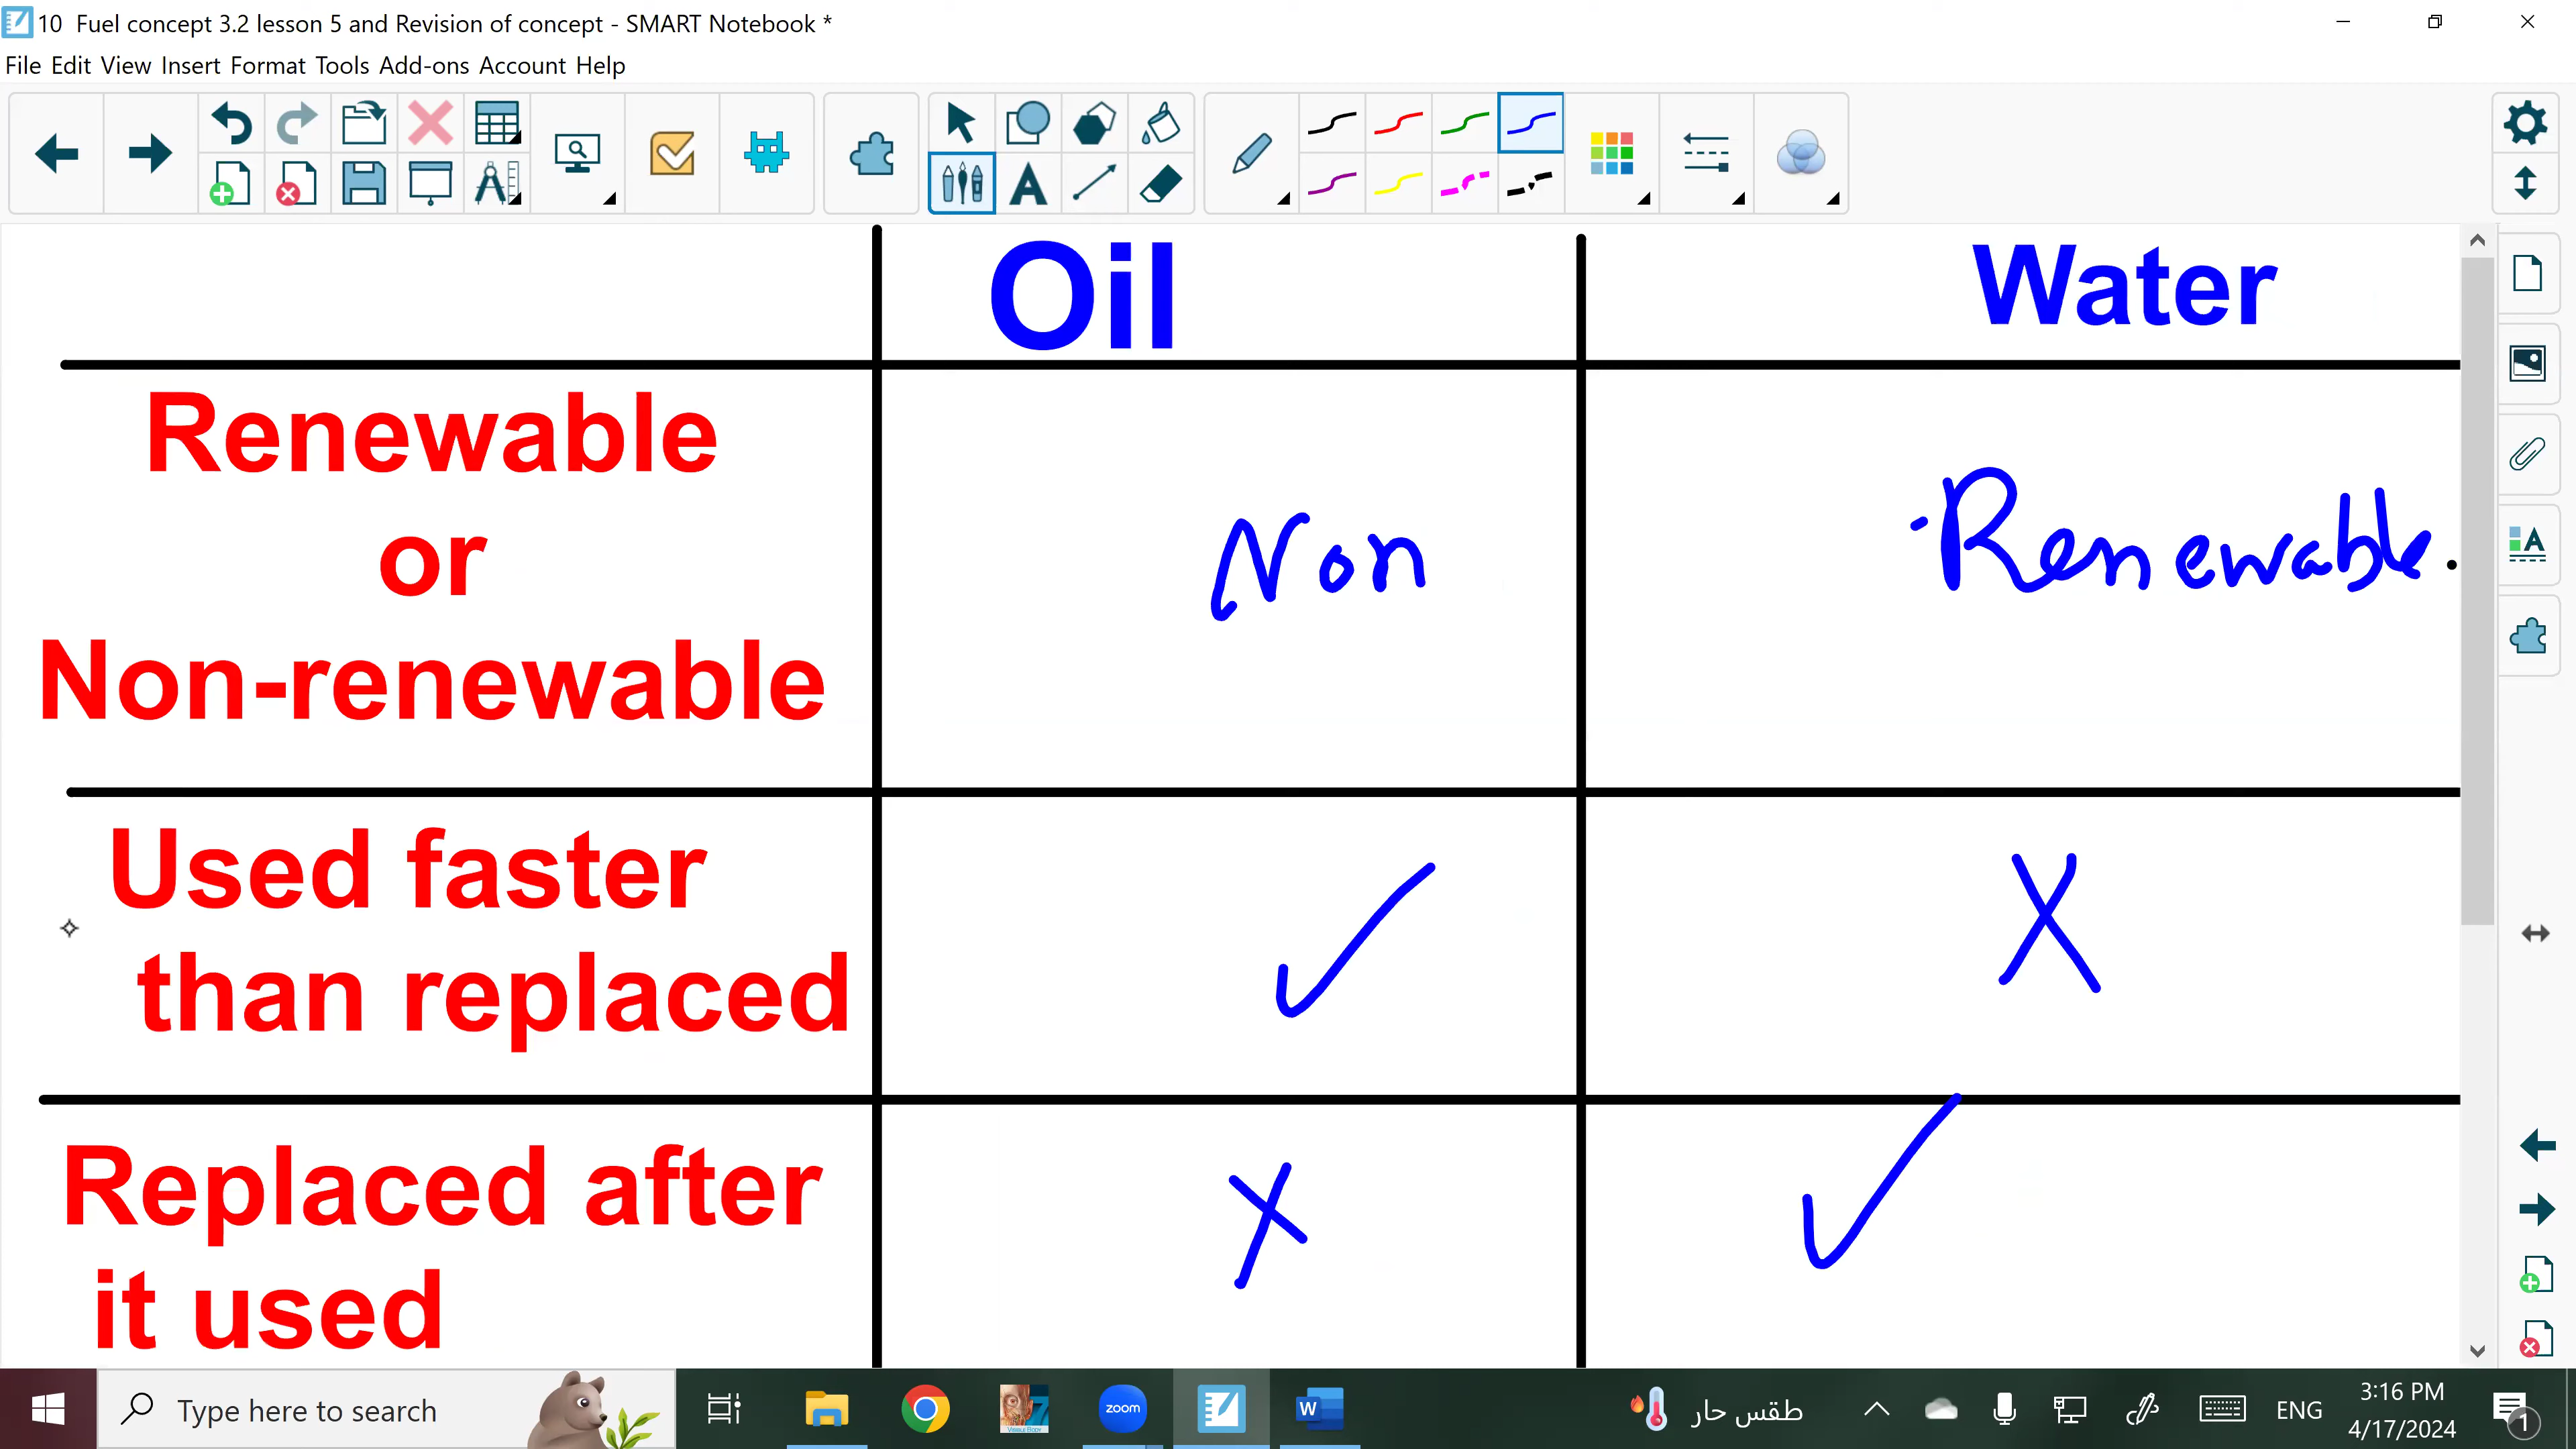 10 Fuel concept 3.2 lesson 5 and Revision of concept - SMART Notebook *
File Edit View Insert Format Tools Add-ons Account Help
Oil
Water
Renewable
or
Non-renewable
Non
Renewable.
Used faster
than replaced
✓
X
Replaced after
it used
X
✓
Type here to search
zoom
W
طقس حار
ENG
3:16 PM
4/17/2024
1